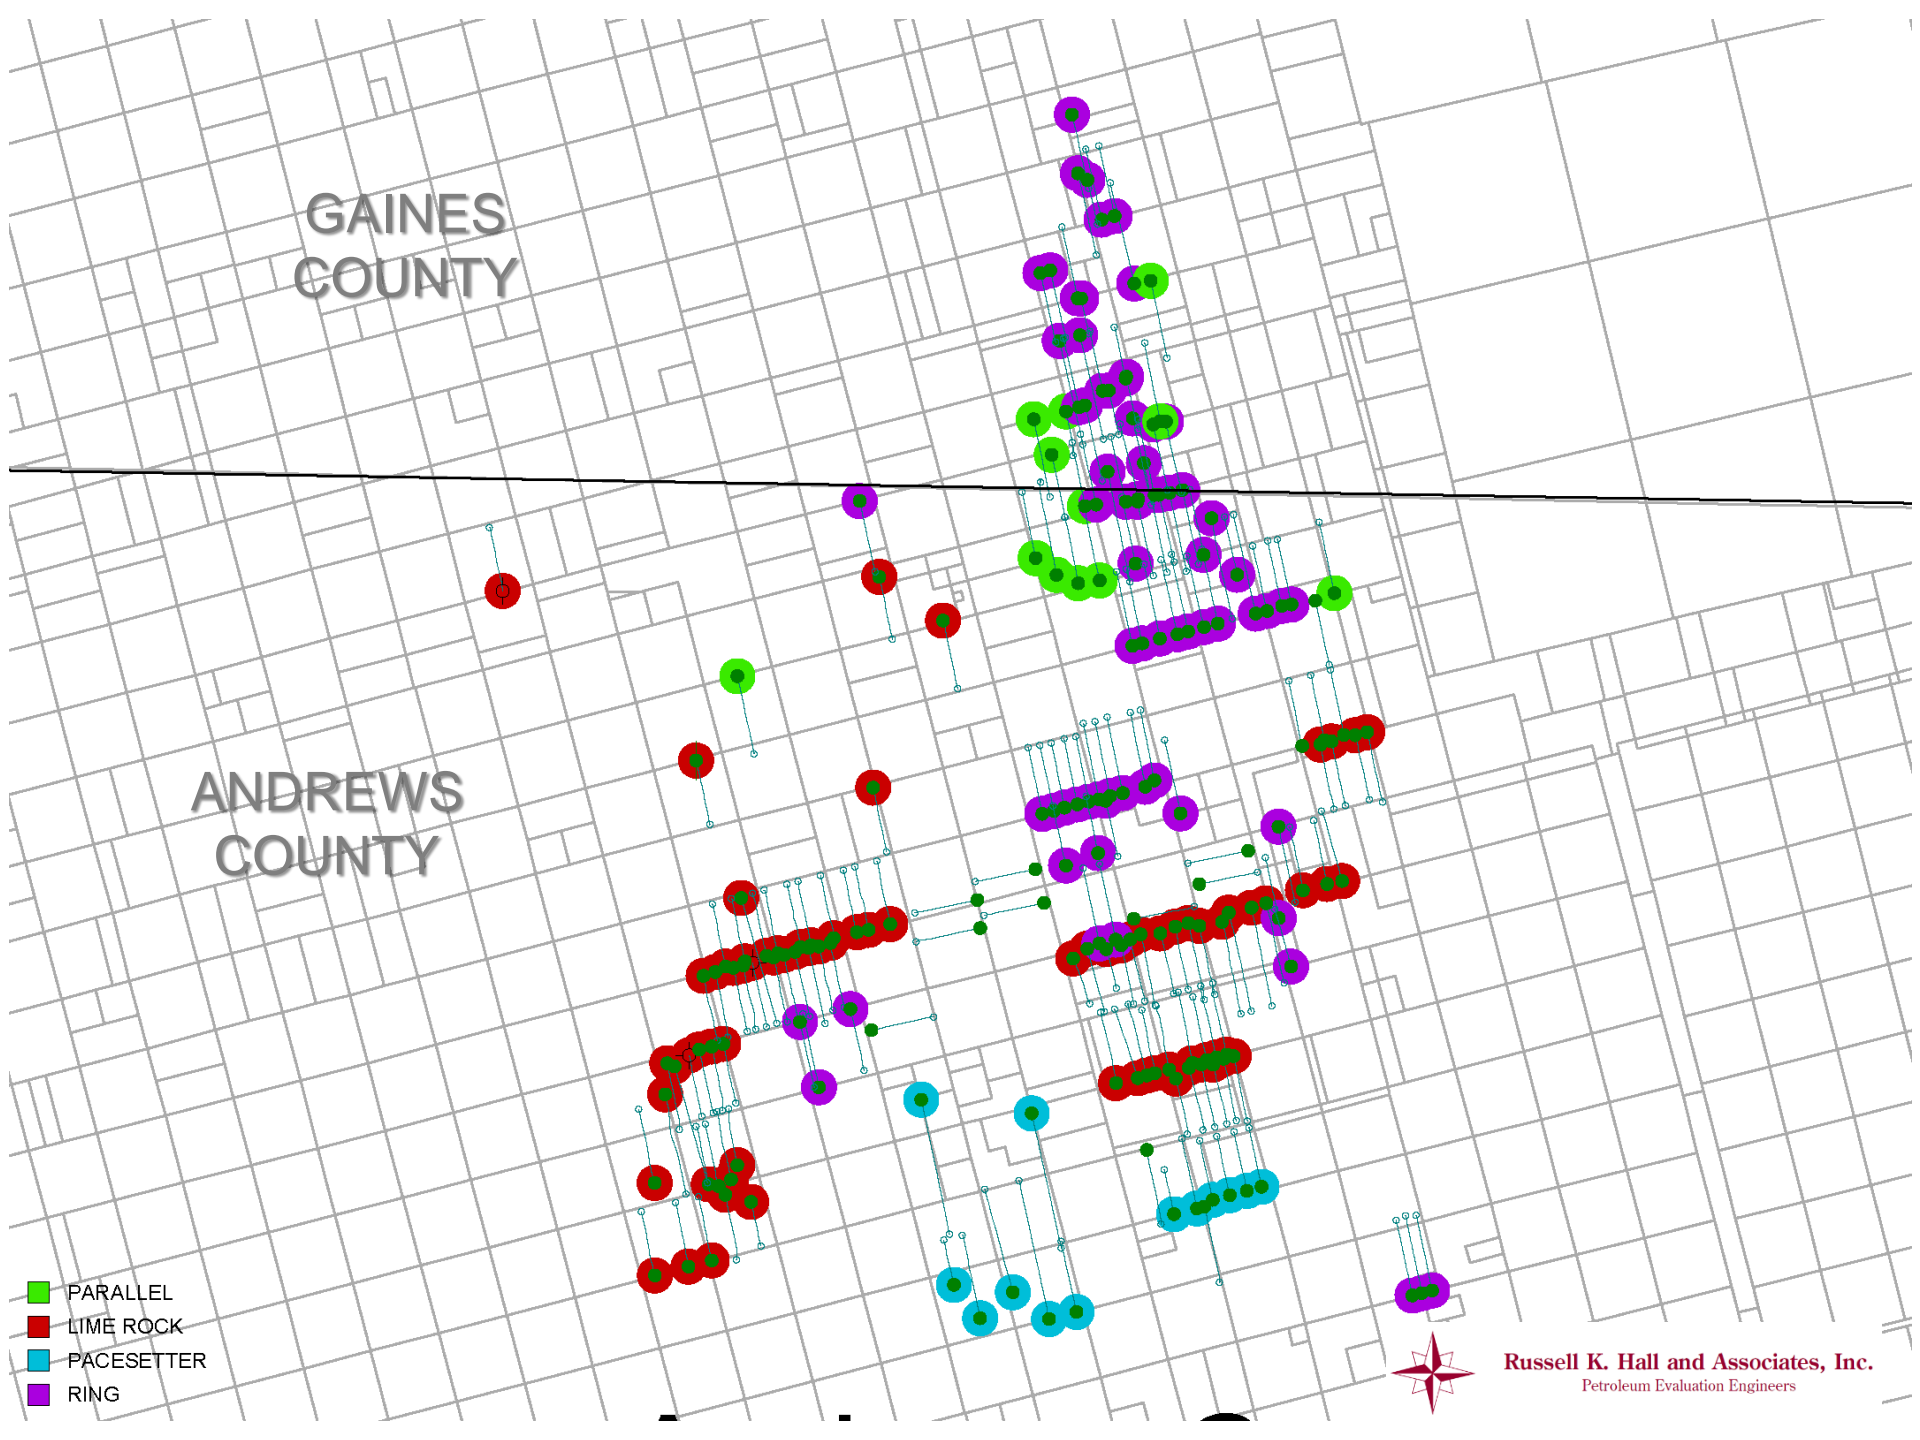 GAINES
COUNTY
ANDREWS
COUNTY
PARALLEL
LIME ROCK
PACESETTER
RING
Russell K. Hall and Associates, Inc.
Petroleum Evaluation Engineers